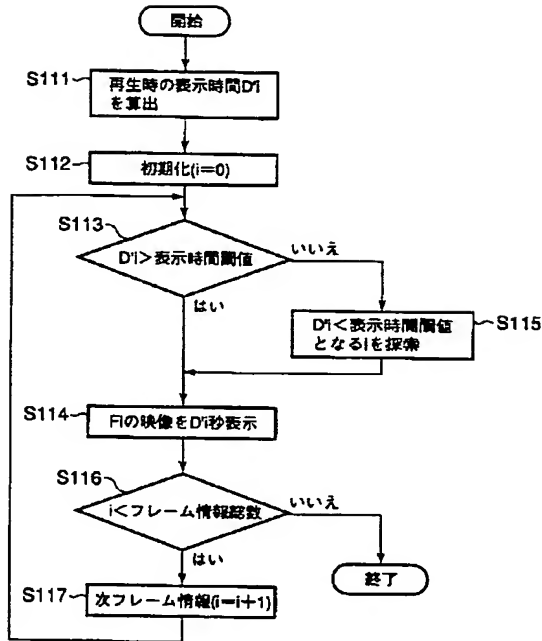 開始
S111
再生時の表示時間D'i
を算出
S112
初期化(i=0)
S113
D'i>表示時間閾値
いいえ
はい
D'i<表示時間閾値
となるiを探索
S115
S114
Fiの映像をD'i秒表示
S116
i<フレーム情報総数
いいえ
はい
終了
S117
次フレーム情報(i=i+1)